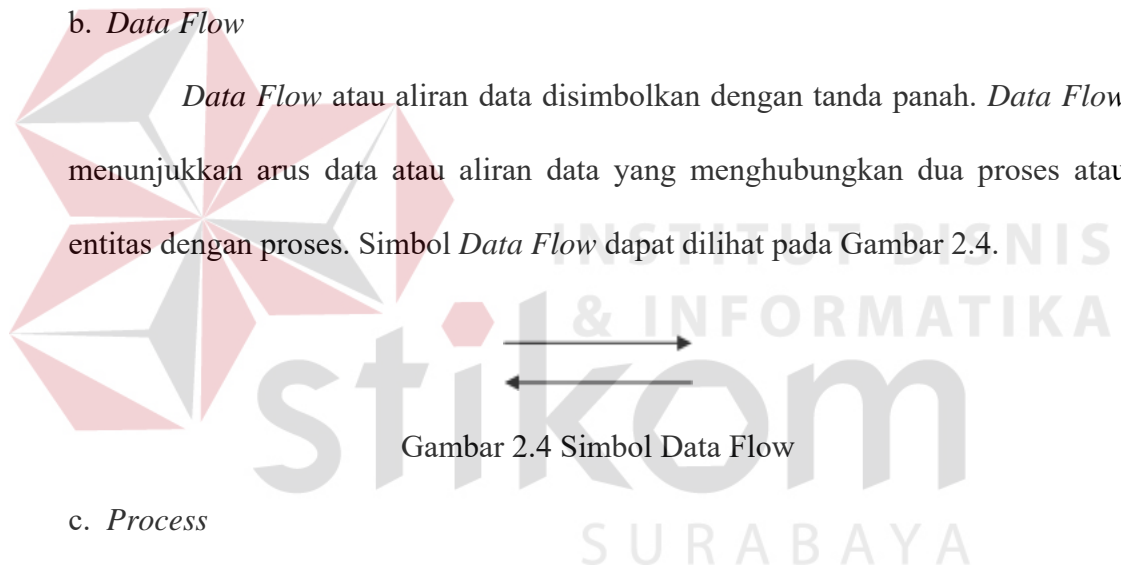 b. Data Flow
Data Flow atau aliran data disimbolkan dengan tanda panah. Data Flow
menunjukkan arus data atau aliran data yang menghubungkan dua proses atau
entitas dengan proses. Simbol Data Flow dapat dilihat pada Gambar 2.4.
INSTITUT BISNIS
& INFORMATIKA
stikom
Gambar 2.4 Simbol Data Flow
c. Process
SURABAYA